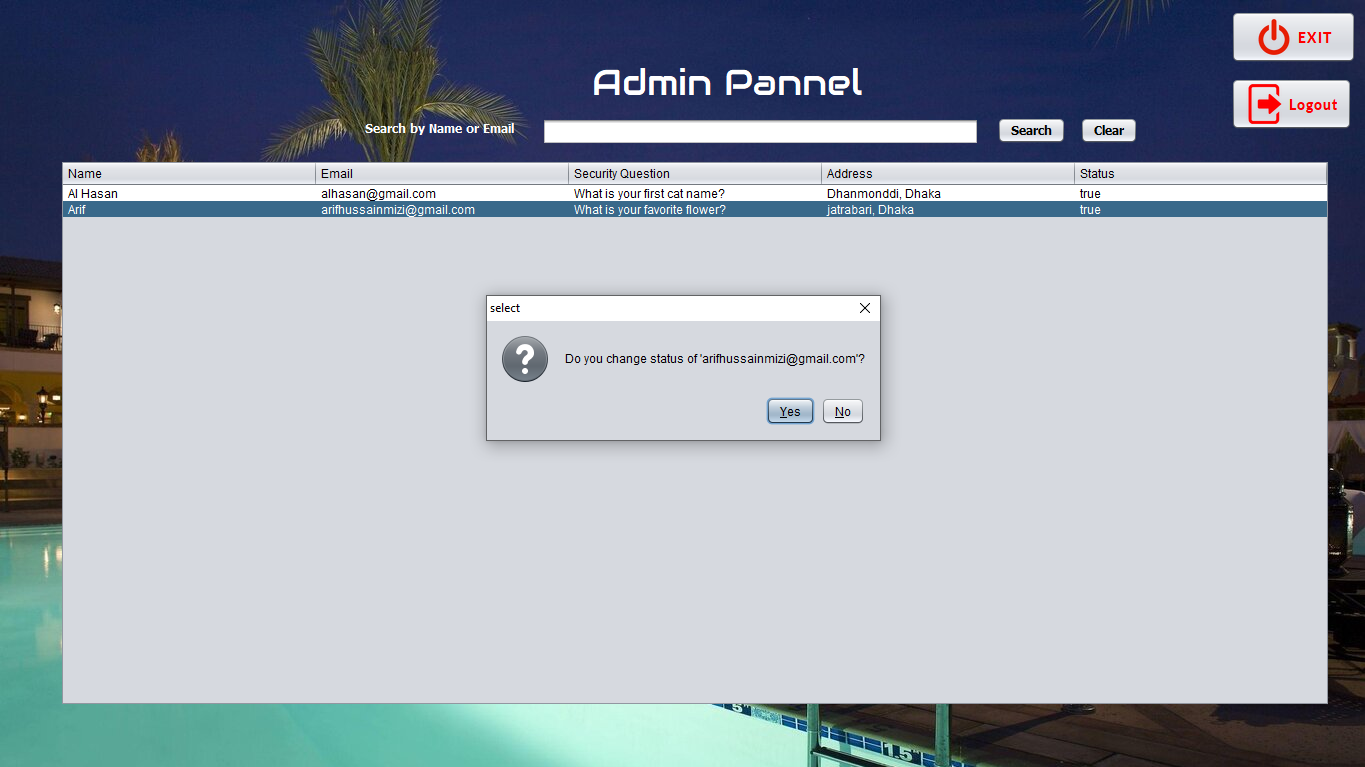 EXIT
Admin Pannel
Logout
Search by Name or Email Search Clear
Name Email Security Question Address Status
Al Hasan alhasan@gmail.com What is your first cat name? Dhanmonddi, Dhaka true
Arif arifhussainmizi@gmail.com What is your favorite flower? jatrabari, Dhaka true
select
Do you change status of 'arifhussainmizi@gmail.com'?
Yes No
5"
1.5"